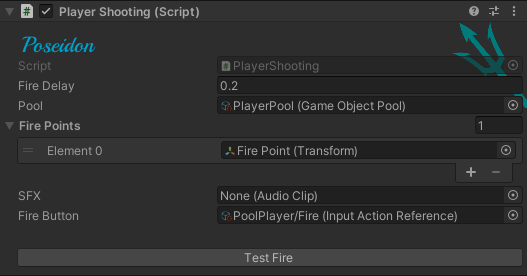 Player Shooting (Script)
Poseidon
Script PlayerShooting
Fire Delay 0.2
Pool PlayerPool (Game Object Pool)
Fire Points 1
Element 0 Fire Point (Transform)
+ −
SFX None (Audio Clip)
Fire Button PoolPlayer/Fire (Input Action Reference)
Test Fire